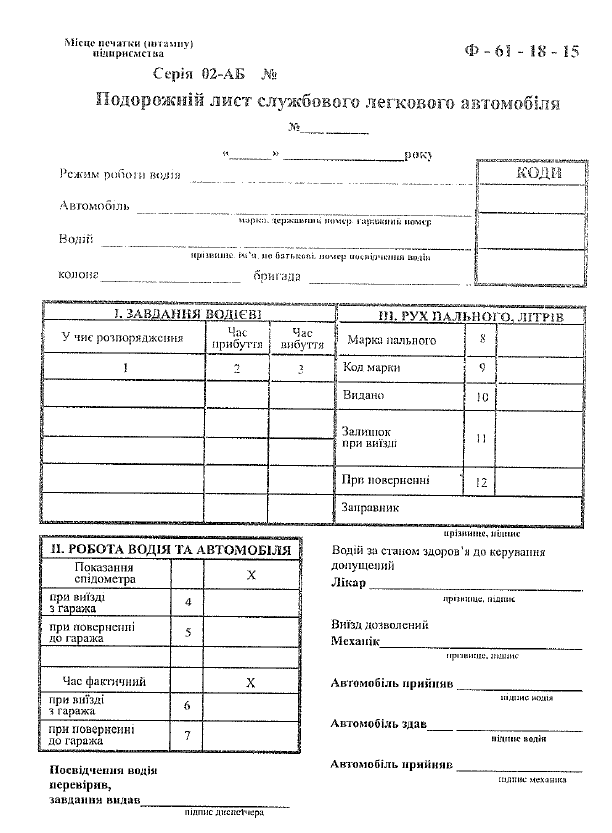 Місце печатки (штампу)
підприємства
Ф - 61 - 18 - 15
Серія 02-АБ №
Подорожній лист службового легкового автомобіля
№____ ______
«______» ________________року
Режим роботи водія
КОДИ
Автомобіль
марка, державний номер, гаражний номер
Водій
прізвище, ім'я, по батькові, номер посвідчення водія
колона бригада
І. ЗАВДАННЯ ВОДІЄВІ
У чиє розпорядження
Час прибуття
Час вибуття
1 2 3
ІІІ. РУХ ПАЛЬНОГО, ЛІТРІВ
Марка пального 8
Код марки 9
Видано 10
Залишок
при виїзді 11
При поверненні 12
Заправник
прізвище, підпис
ІІ. РОБОТА ВОДІЯ ТА АВТОМОБІЛЯ
Показання
спідометра X
при виїзді
з гаража 4
при поверненні
до гаража 5
Час фактичний X
при виїзді
з гаража 6
при поверненні
до гаража 7
Посвідчення водія
перевірив,
завдання видав
підпис диспетчера
Водій за станом здоров'я до керування
допущений
Лікар
прізвище, підпис
Виїзд дозволений
Механік
прізвище, підпис
Автомобіль прийняв
підпис водія
Автомобіль здав
підпис водія
Автомобіль прийняв
підпис механіка